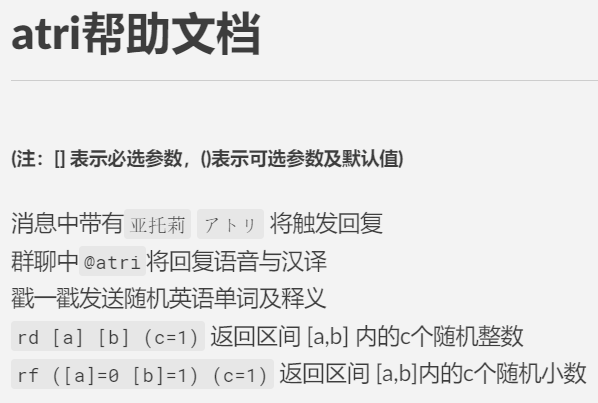 atri帮助文档
(注：[] 表示必选参数，()表示可选参数及默认值)
消息中带有 亚托莉 アトリ 将触发回复
群聊中 @atri 将回复语音与汉译
戳一戳发送随机英语单词及释义
rd [a] [b] (c=1) 返回区间 [a,b] 内的c个随机整数
rf ([a]=0 [b]=1) (c=1) 返回区间 [a,b]内的c个随机小数